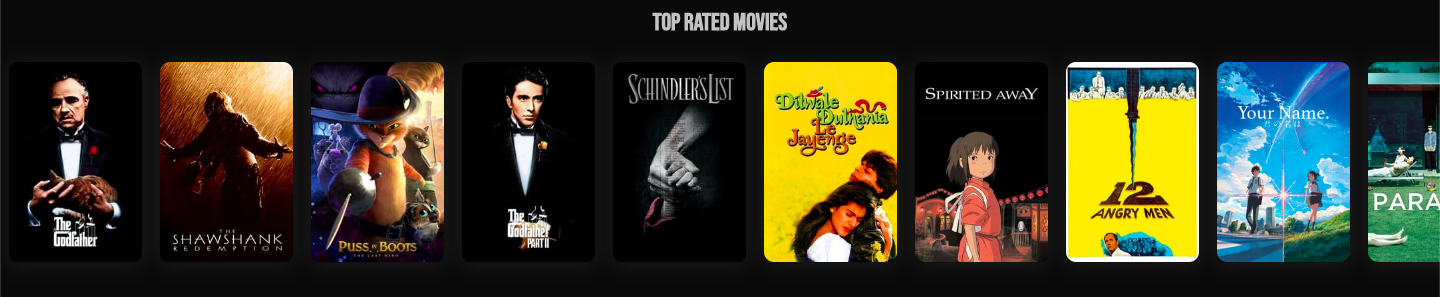 TOP RATED MOVIES
The
Godfather
THE
SHAWSHANK
REDEMPTION
PUSS IN BOOTS
THE LAST WISH
The
Godfather
PART II
SCHINDLER'S LIST
Dilwale
Dulhania
Le
Jayenge
SPIRITED AWAY
12
ANGRY MEN
Your Name.
君の名は
PARA